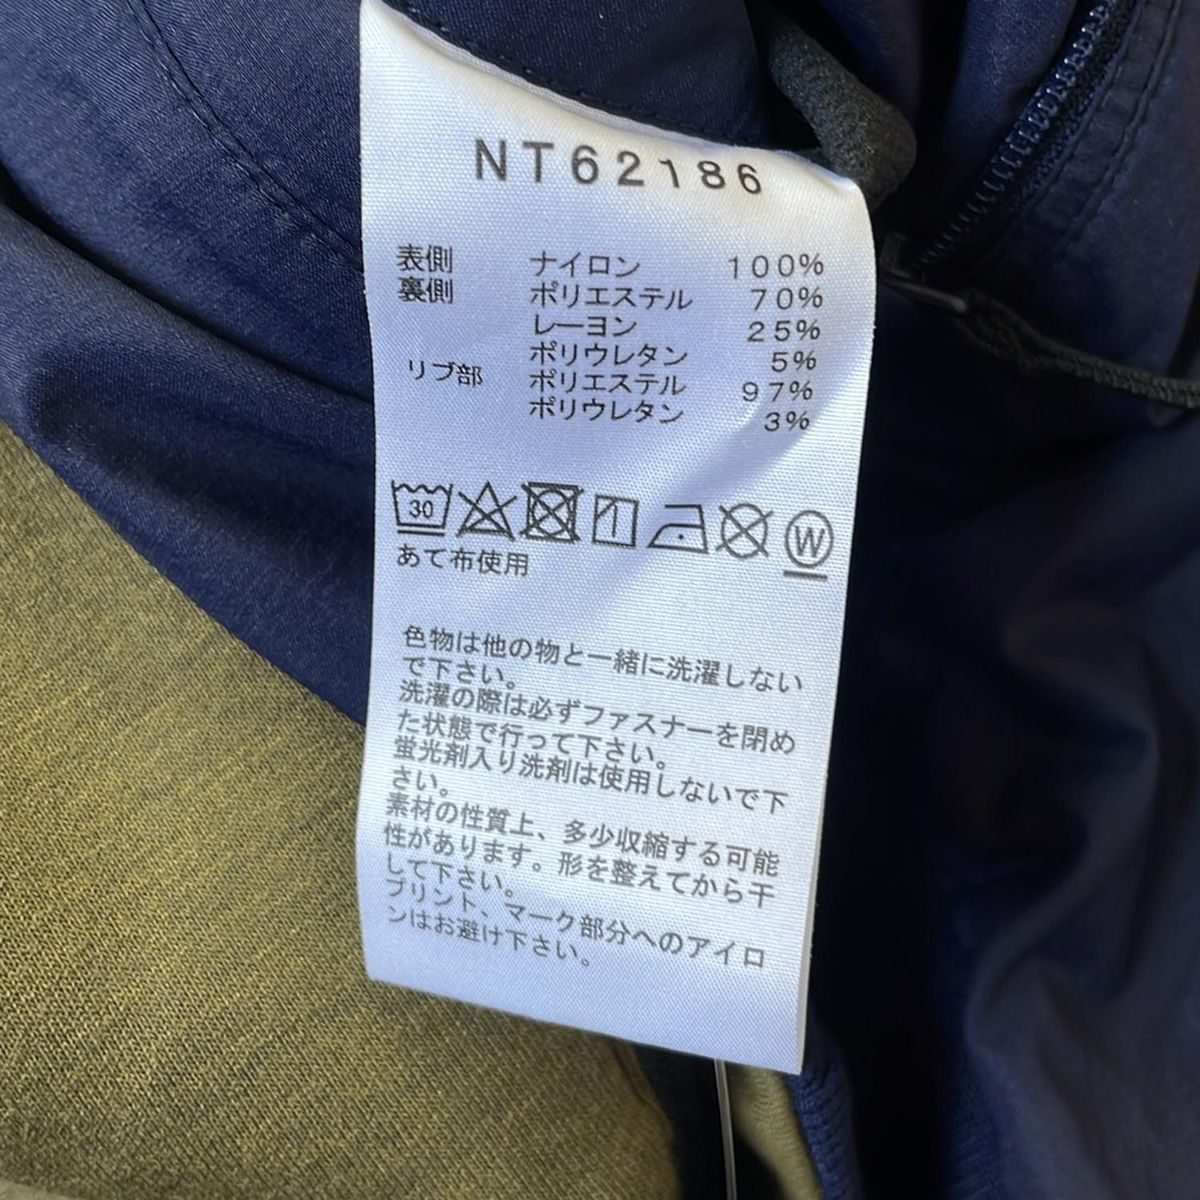 NT62186
表側 ナイロン 100%
裏側 ポリエステル 70%
レーヨン 25%
ポリウレタン 5%
リブ部 ポリエステル 97%
ポリウレタン 3%
30 W
あて布使用
色物は他の物と一緒に洗濯しない
で下さい。
洗濯の際は必ずファスナーを閉め
た状態で行って下さい。
蛍光剤入り洗剤は使用しないで下
さい。
素材の性質上、多少収縮する可能
性があります。形を整えてから干
して下さい。
プリント、マーク部分へのアイロ
ンはお避け下さい。